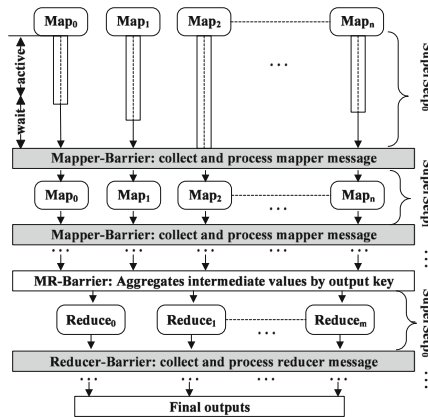 Map0 Map1 Map2 Mapn
active
wait
...
SuperStep0
Mapper-Barrier: collect and process mapper message
Map0 Map1 Map2 Mapn
...
SuperStep1
Mapper-Barrier: collect and process mapper message
... ... ... ... ...
MR-Barrier: Aggregates intermediate values by output key
Reduce0 Reduce1 Reducem
...
SuperStep0
Reducer-Barrier: collect and process reducer message
... ... ... ... ...
Final outputs